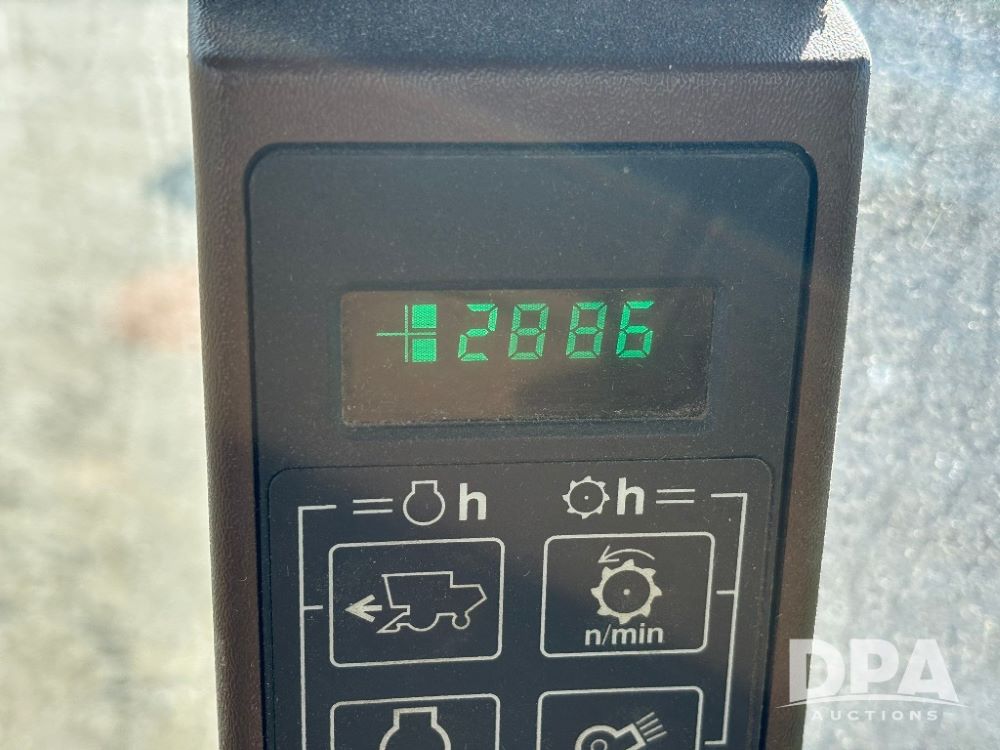 2886
= h h =
n/min
DPA
AUCTIONS